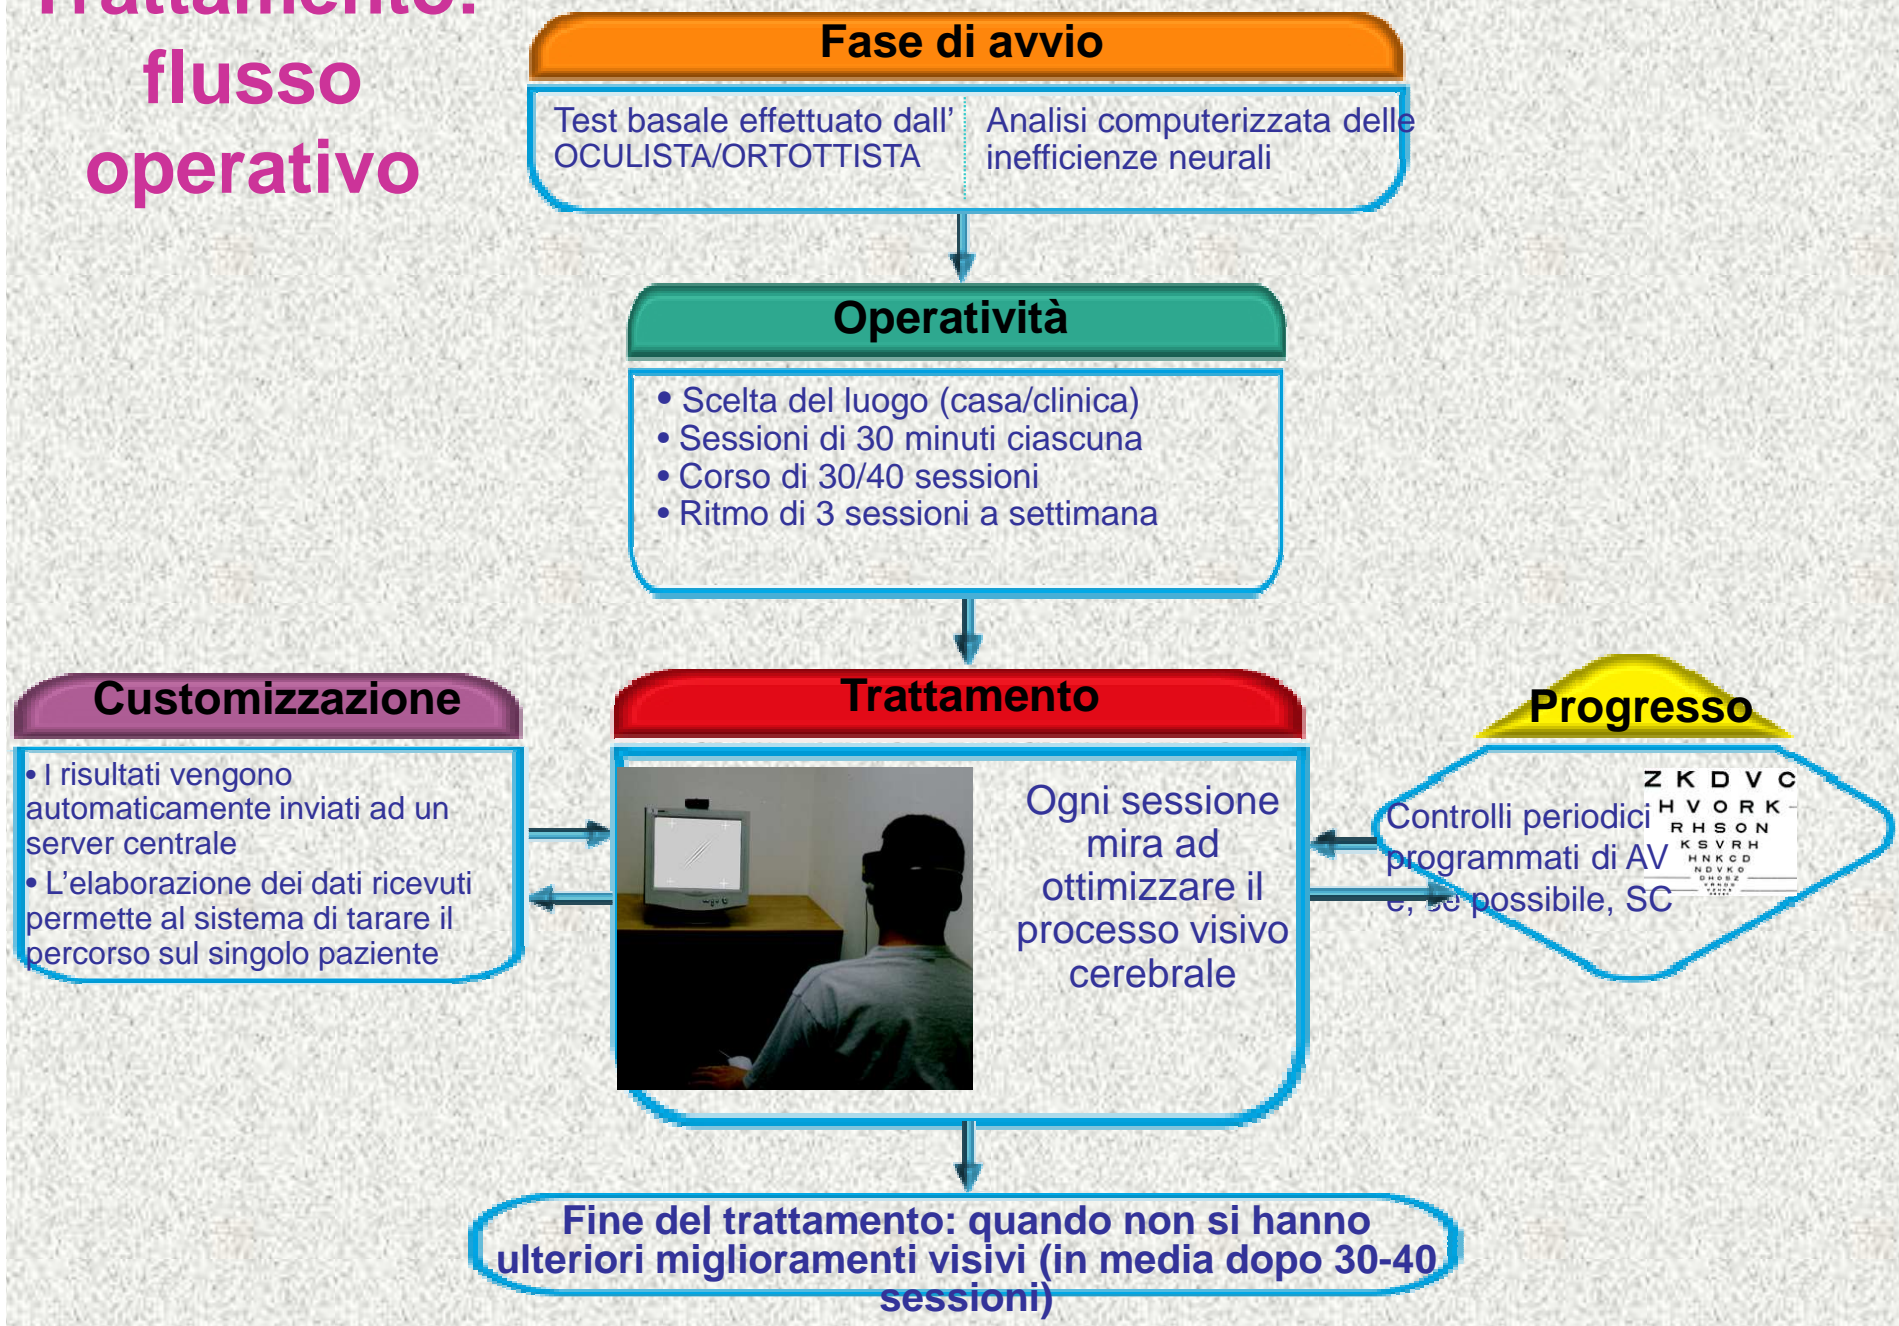 Trattamento:
flusso
operativo
Fase di avvio
Test basale effettuato dall’
OCULISTA/ORTOTTISTA
Analisi computerizzata delle
inefficienze neurali
Operatività
• Scelta del luogo (casa/clinica)
• Sessioni di 30 minuti ciascuna
• Corso di 30/40 sessioni
• Ritmo di 3 sessioni a settimana
Customizzazione
• I risultati vengono
automaticamente inviati ad un
server centrale
• L’elaborazione dei dati ricevuti
permette al sistema di tarare il
percorso sul singolo paziente
Trattamento
Ogni sessione
mira ad
ottimizzare il
processo visivo
cerebrale
Progresso
Controlli periodici
programmati di AV
e, se possibile, SC
Z K D V C
H V O R K
R H S O N
K S V R H
H N K C D
N D V K O
D H O S Z
Fine del trattamento: quando non si hanno
ulteriori miglioramenti visivi (in media dopo 30-40
sessioni)